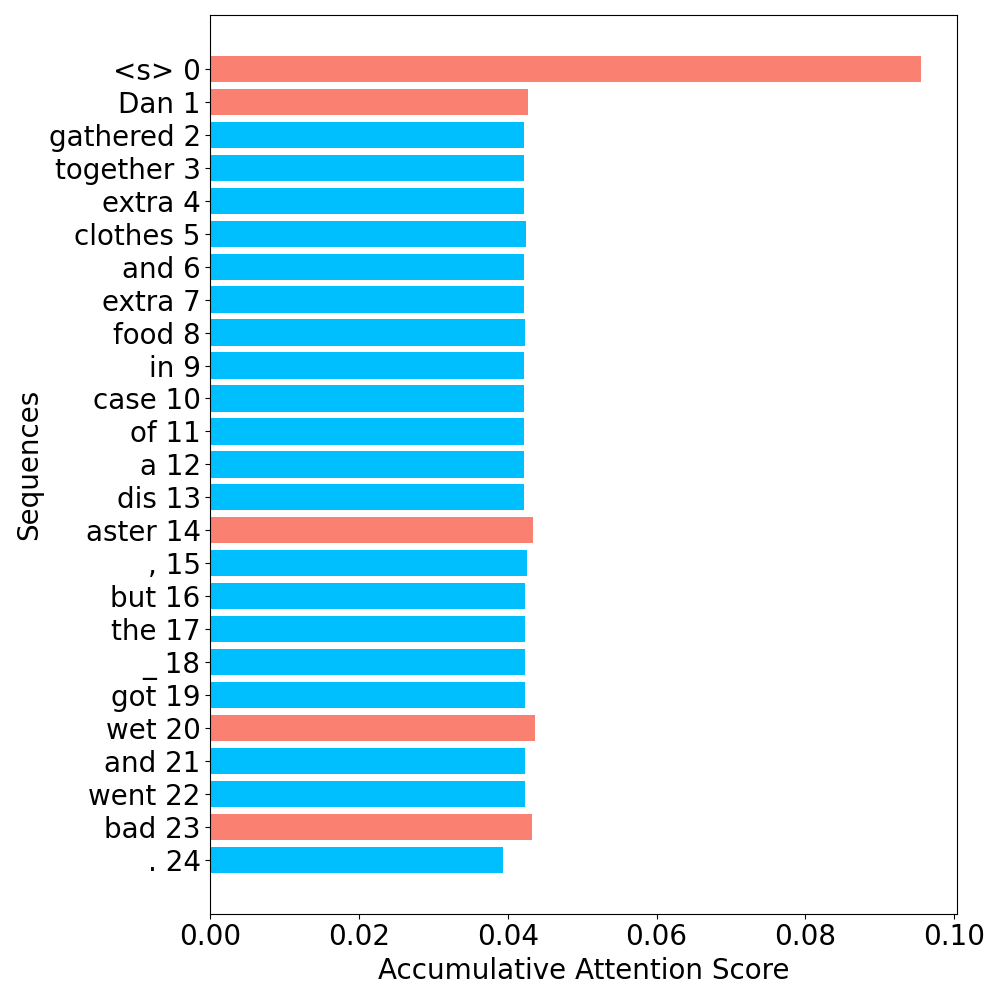 <s> 0
Dan 1
gathered 2
together 3
extra 4
clothes 5
and 6
extra 7
food 8
in 9
case 10
of 11
a 12
dis 13
aster 14
, 15
but 16
the 17
_ 18
got 19
wet 20
and 21
went 22
bad 23
. 24
Sequences
0.00 0.02 0.04 0.06 0.08 0.10
Accumulative Attention Score